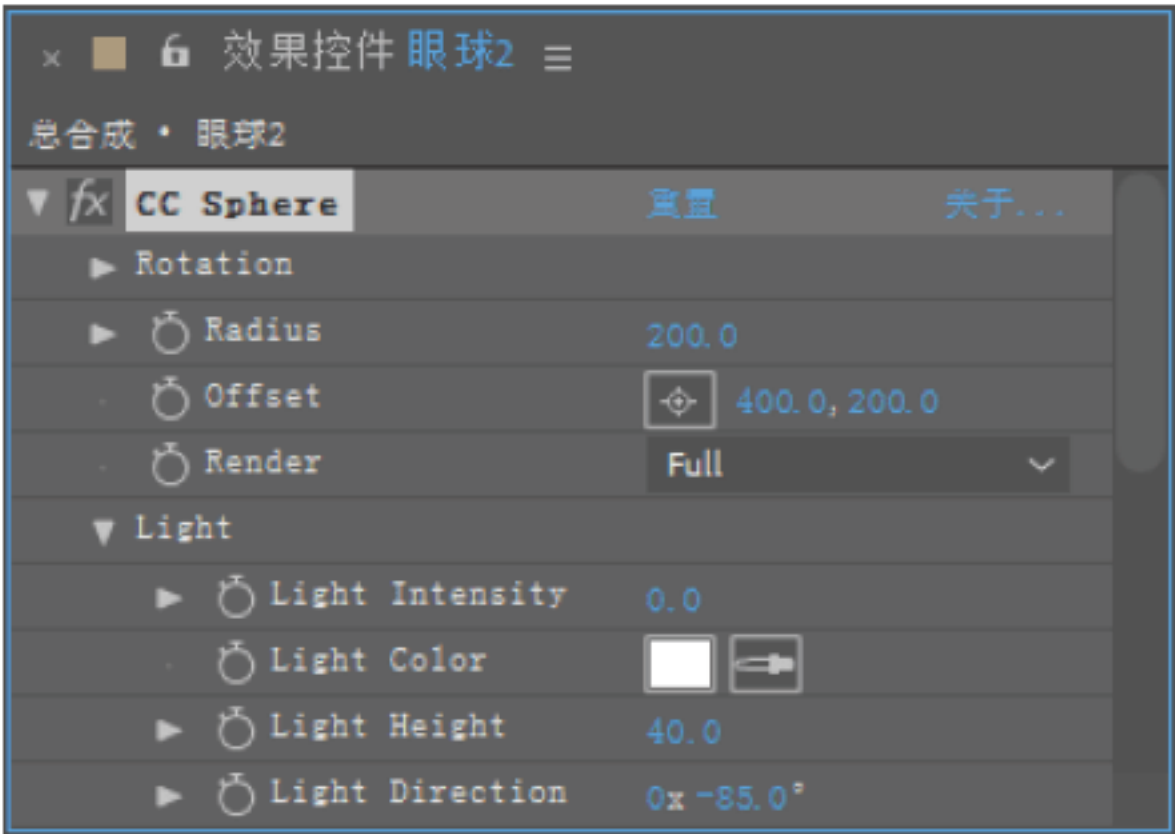 效果控件 眼球2
总合成 • 眼球2
fx CC Sphere 重置 关于...
Rotation
Radius 200.0
Offset 400.0,200.0
Render Full
Light
Light Intensity 0.0
Light Color
Light Height 40.0
Light Direction 0x-85.0°